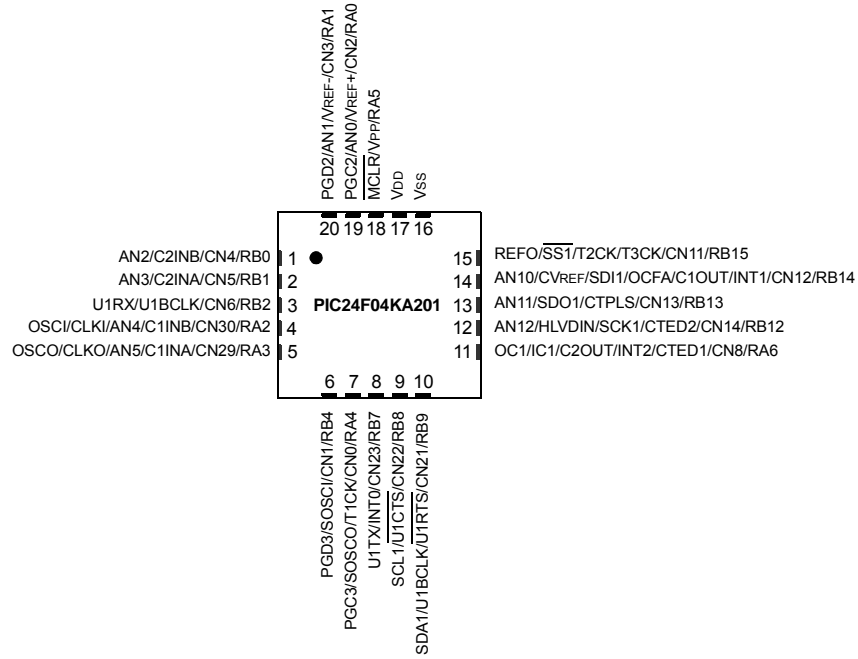 PGD2/AN1/VREF-/CN3/RA1
PGC2/AN0/VREF+/CN2/RA0
MCLR/VPP/RA5
VDD
VSS
20 19 18 17 16
AN2/C2INB/CN4/RB0 1
AN3/C2INA/CN5/RB1 2
U1RX/U1BCLK/CN6/RB2 3
OSCI/CLKI/AN4/C1INB/CN30/RA2 4
OSCO/CLKO/AN5/C1INA/CN29/RA3 5
PIC24F04KA201
15 REFO/SS1/T2CK/T3CK/CN11/RB15
14 AN10/CVREF/SDI1/OCFA/C1OUT/INT1/CN12/RB14
13 AN11/SDO1/CTPLS/CN13/RB13
12 AN12/HLVDIN/SCK1/CTED2/CN14/RB12
11 OC1/IC1/C2OUT/INT2/CTED1/CN8/RA6
6 7 8 9 10
PGD3/SOSCI/CN1/RB4
PGC3/SOSCO/T1CK/CN0/RA4
U1TX/INT0/CN23/RB7
SCL1/U1CTS/CN22/RB8
SDA1/U1BCLK/U1RTS/CN21/RB9